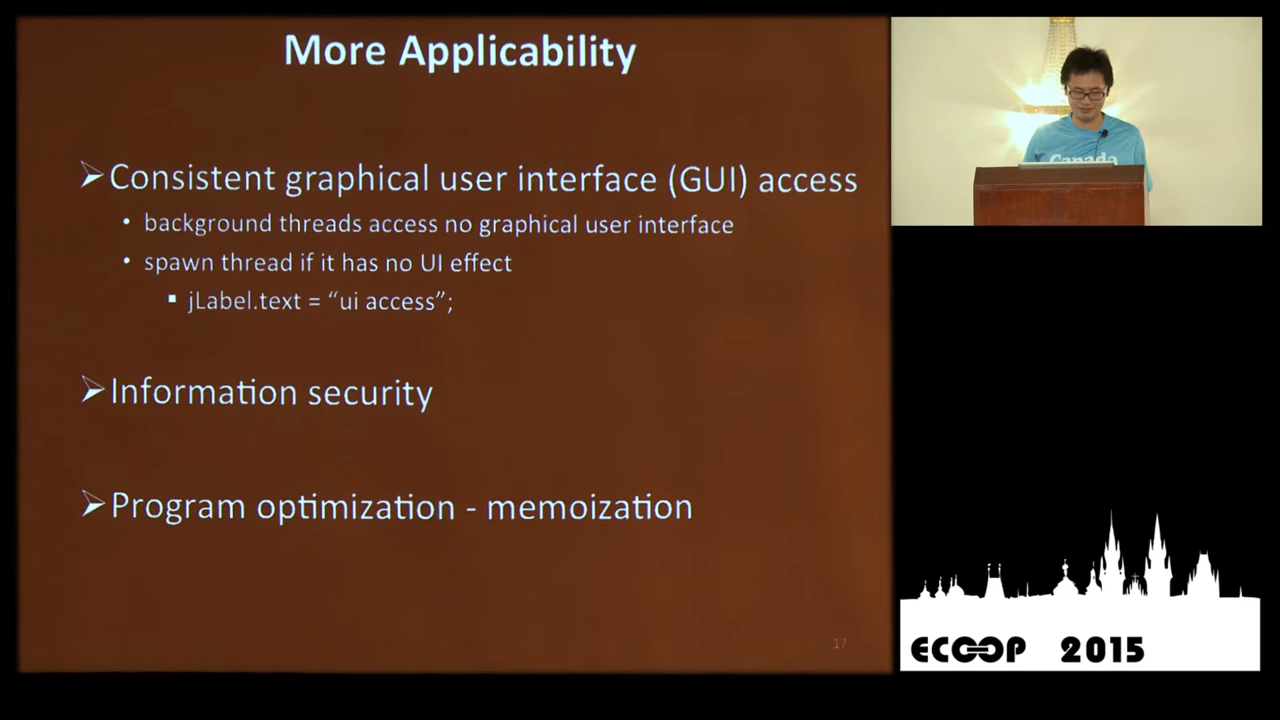 More Applicability
➢ Consistent graphical user interface (GUI) access
• background threads access no graphical user interface
• spawn thread if it has no UI effect
▪ jLabel.text = “ui access”;
➢ Information security
➢ Program optimization - memoization
17
Canada
ECOOP 2015